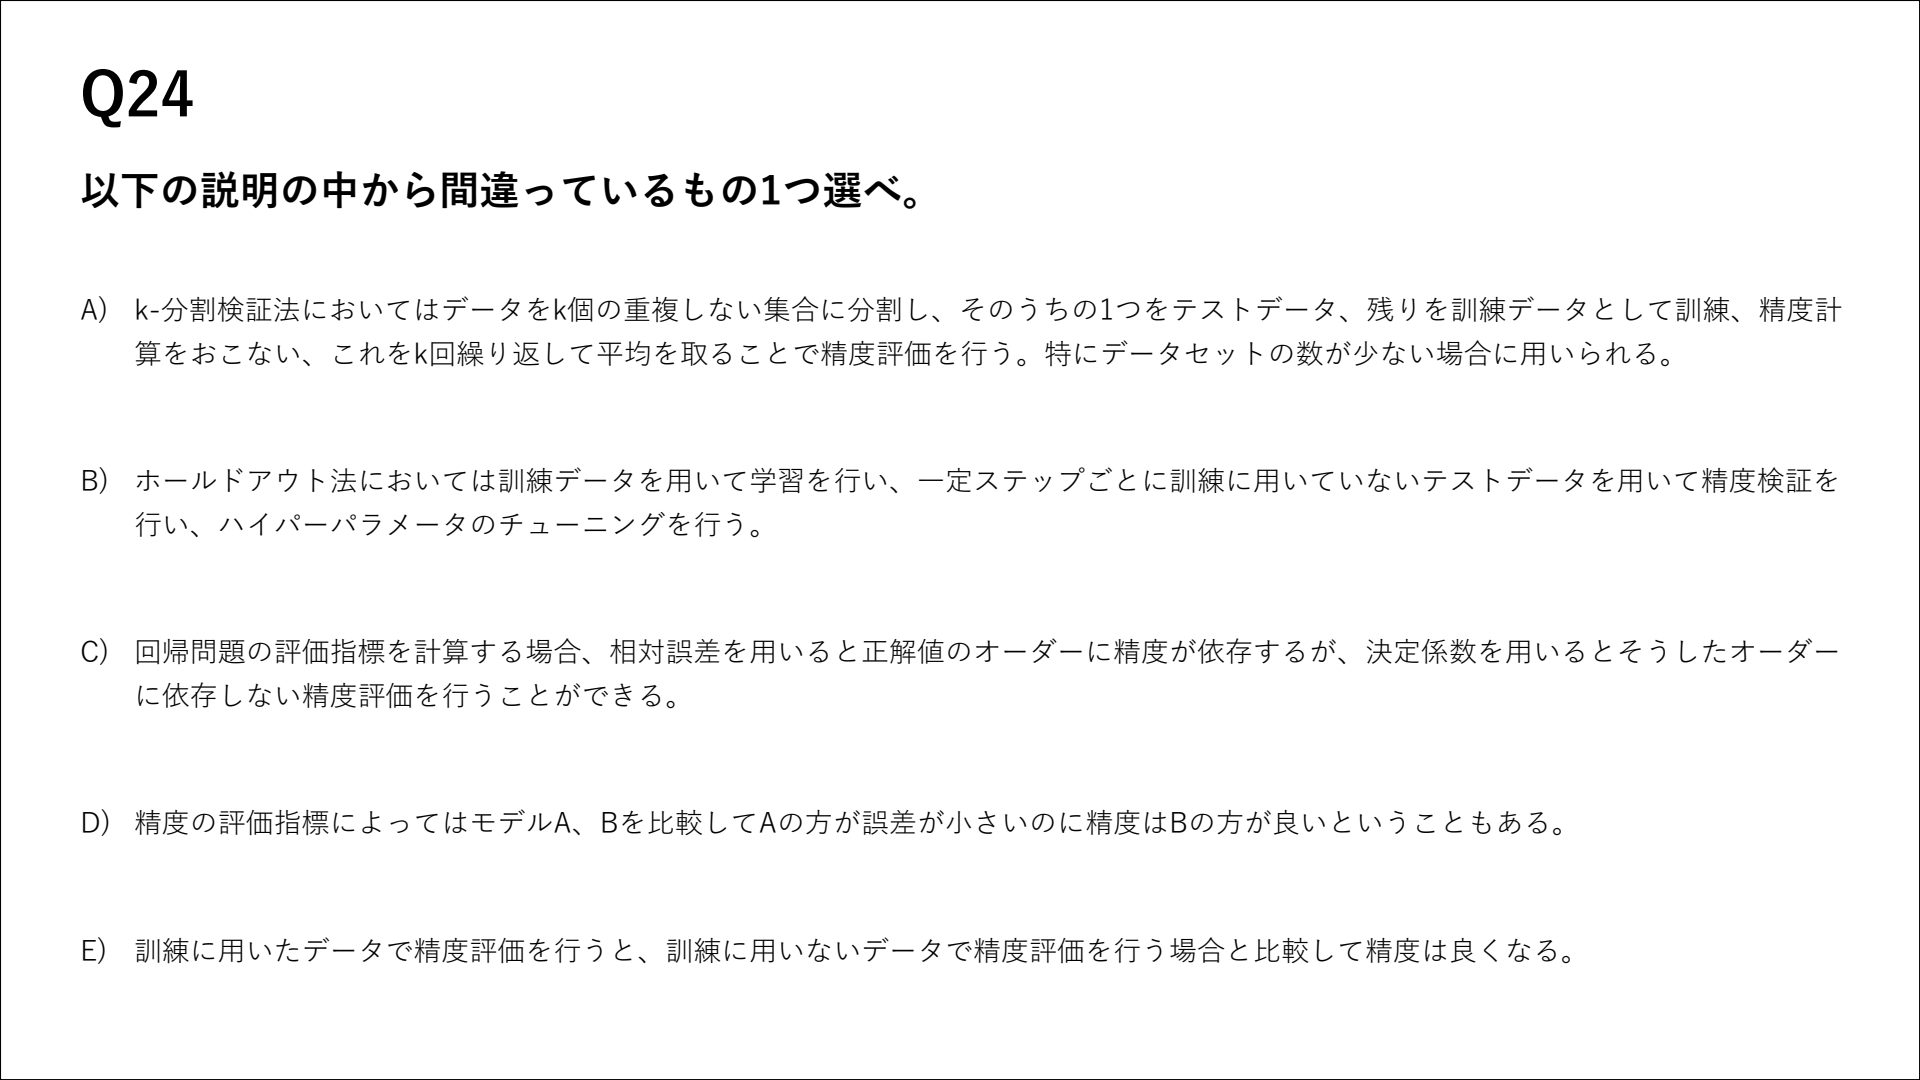 Q24
以下の説明の中から間違っているもの1つ選べ。
A) k-分割検証法においてはデータをk個の重複しない集合に分割し、そのうちの1つをテストデータ、残りを訓練データとして訓練、精度計
算をおこない、これをk回繰り返して平均を取ることで精度評価を行う。特にデータセットの数が少ない場合に用いられる。
B) ホールドアウト法においては訓練データを用いて学習を行い、一定ステップごとに訓練に用いていないテストデータを用いて精度検証を
行い、ハイパーパラメータのチューニングを行う。
C) 回帰問題の評価指標を計算する場合、相対誤差を用いると正解値のオーダーに精度が依存するが、決定係数を用いるとそうしたオーダー
に依存しない精度評価を行うことができる。
D) 精度の評価指標によってはモデルA、Bを比較してAの方が誤差が小さいのに精度はBの方が良いということもある。
E) 訓練に用いたデータで精度評価を行うと、訓練に用いないデータで精度評価を行う場合と比較して精度は良くなる。